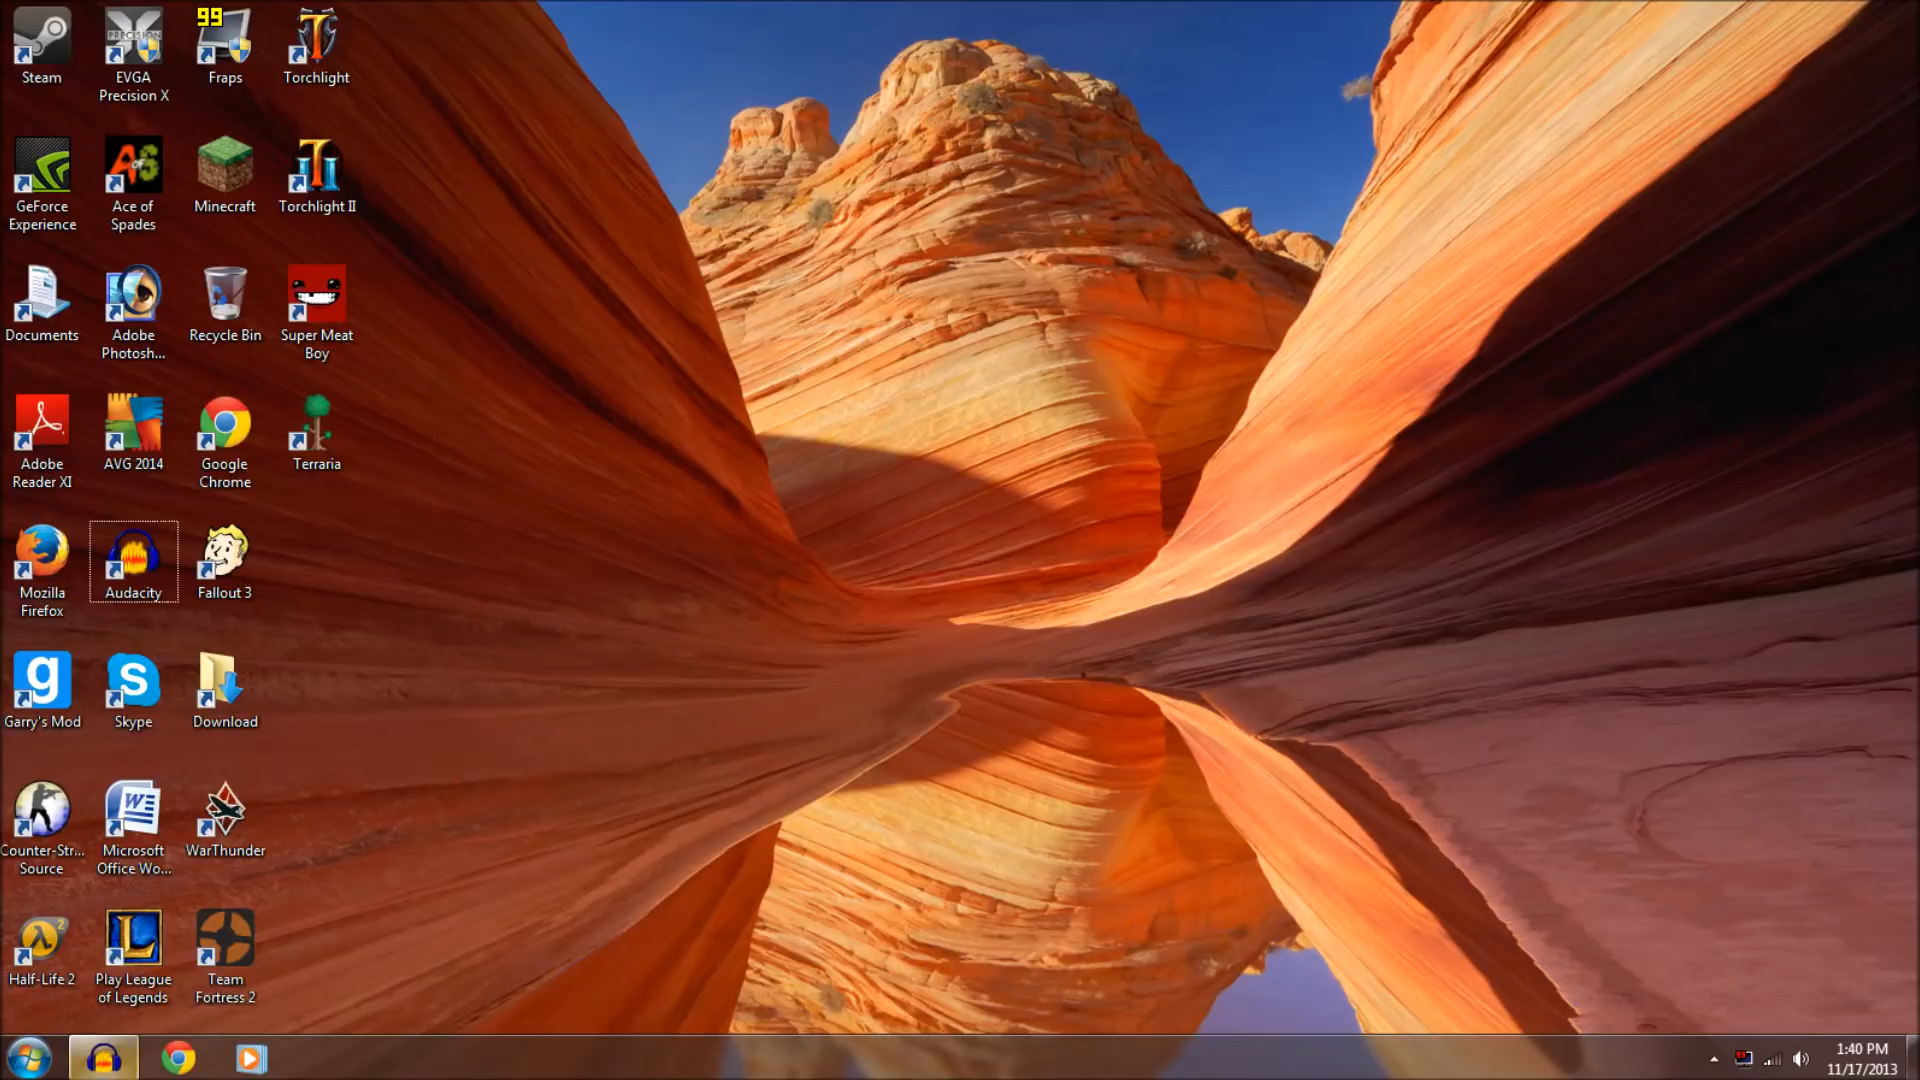 Steam
EVGA
Precision X
99
Fraps
Torchlight
GeForce
Experience
Ace of
Spades
Minecraft
Torchlight II
Documents
Adobe
Photosh...
Recycle Bin
Super Meat
Boy
Adobe
Reader XI
AVG 2014
Google
Chrome
Terraria
Mozilla
Firefox
Audacity
Fallout 3
Garry's Mod
Skype
Download
Counter-Str...
Source
Microsoft
Office Wo...
WarThunder
Half-Life 2
Play League
of Legends
Team
Fortress 2
1:40 PM
11/17/2013